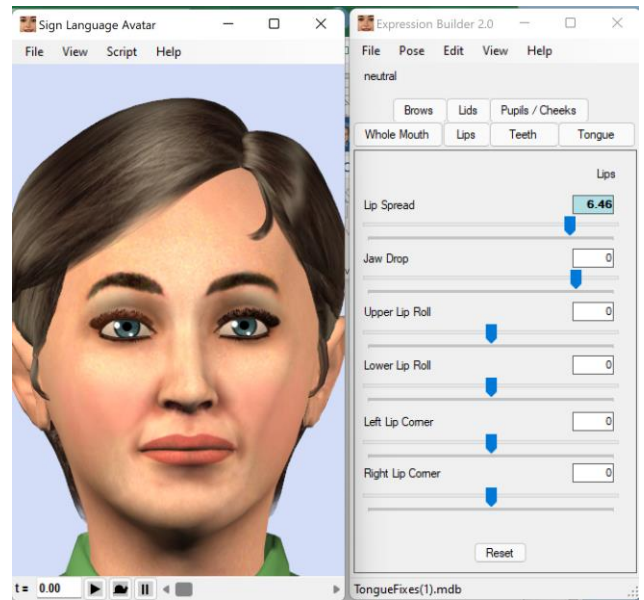 Sign Language Avatar
File View Script Help
t = 0.00
Expression Builder 2.0
File Pose Edit View Help
neutral
Brows Lids Pupils / Cheeks
Whole Mouth Lips Teeth Tongue
Lips
Lip Spread 6.46
Jaw Drop 0
Upper Lip Roll 0
Lower Lip Roll 0
Left Lip Corner 0
Right Lip Corner 0
Reset
TongueFixes(1).mdb